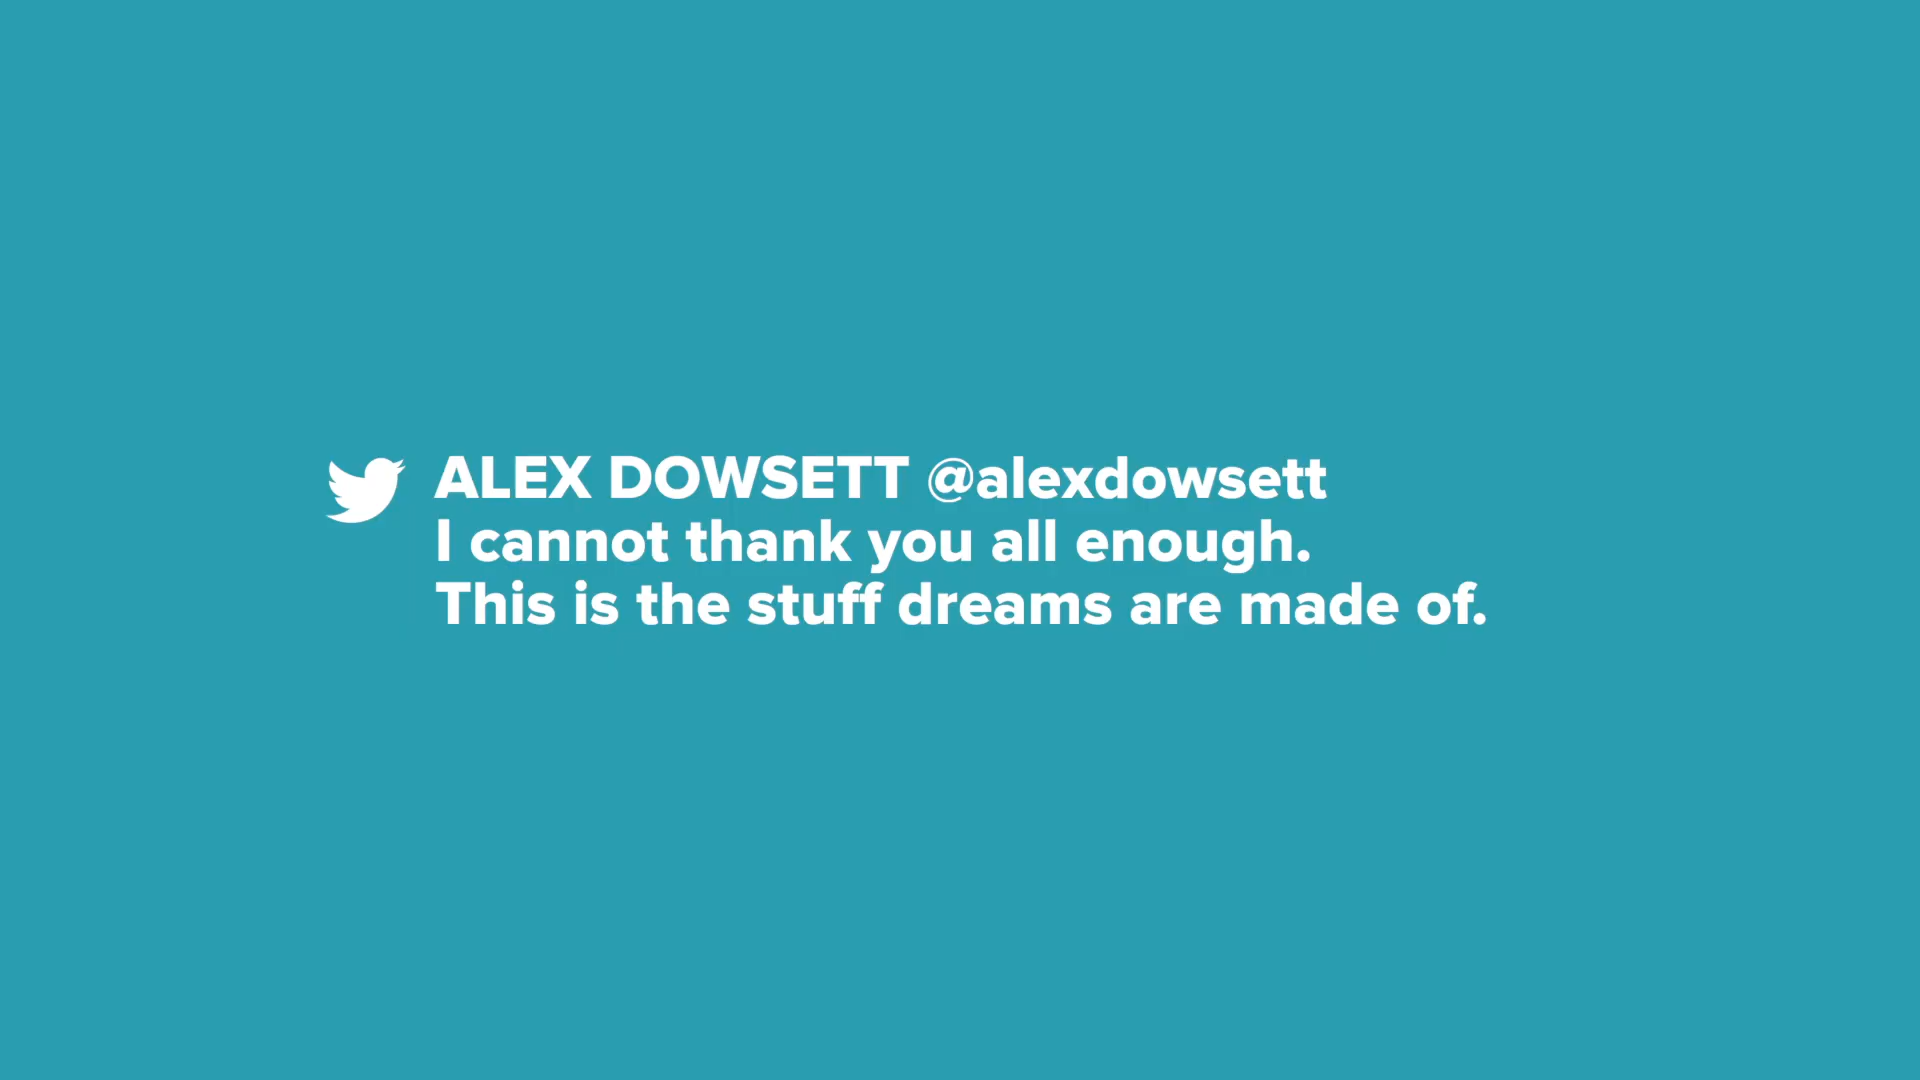 ALEX DOWSETT @alexdowsett
I cannot thank you all enough.
This is the stuff dreams are made of.